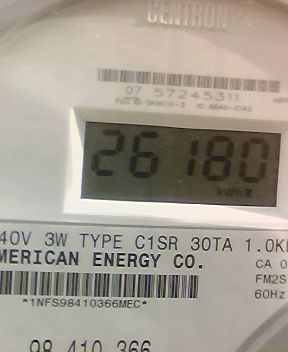 CENTRON
07 57245311
26180
kWh
40V 3W TYPE C1SR 30TA 1.0K
MERICAN ENERGY CO.
CA 0
FM2S
60Hz
*1NFS98410366MEC*
98 410 366